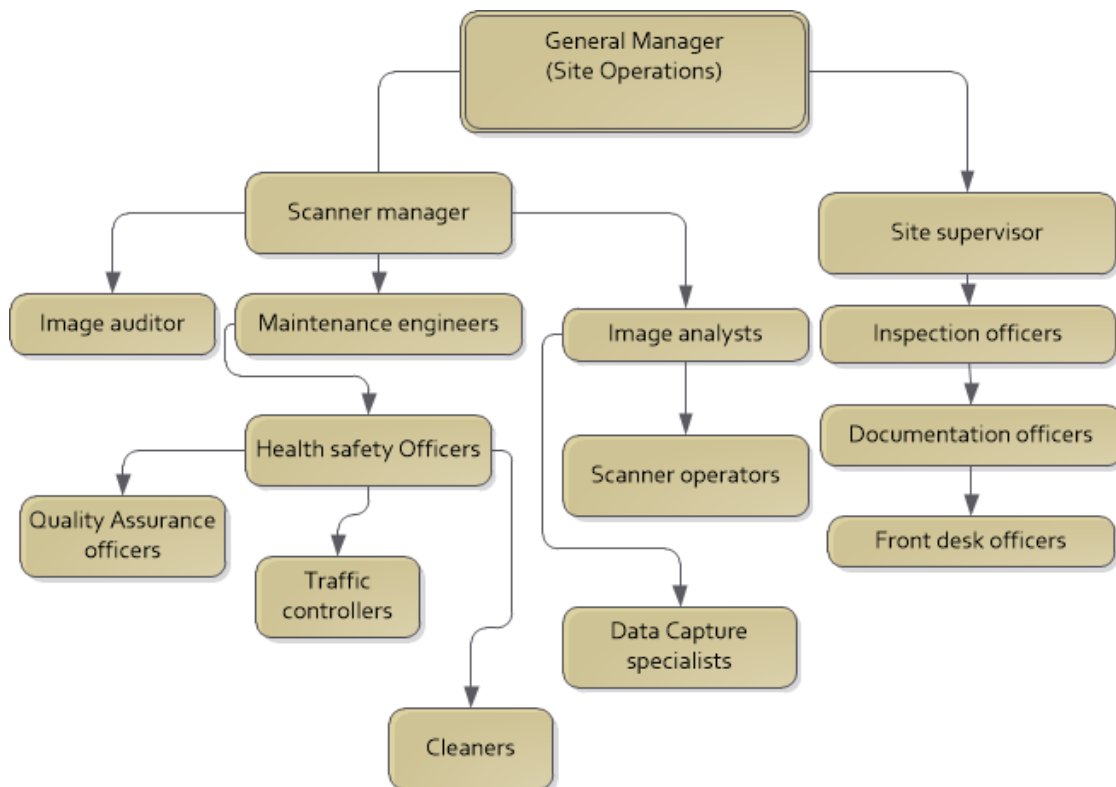 General Manager
(Site Operations)
Scanner manager
Site supervisor
Image auditor
Maintenance engineers
Image analysts
Inspection officers
Health safety Officers
Scanner operators
Documentation officers
Quality Assurance
officers
Traffic
controllers
Front desk officers
Data Capture
specialists
Cleaners